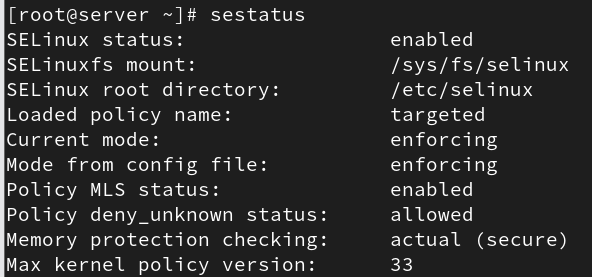 [root@server ~]# sestatus
SELinux status:                 enabled
SELinuxfs mount:                /sys/fs/selinux
SELinux root directory:         /etc/selinux
Loaded policy name:             targeted
Current mode:                   enforcing
Mode from config file:          enforcing
Policy MLS status:              enabled
Policy deny_unknown status:     allowed
Memory protection checking:     actual (secure)
Max kernel policy version:      33